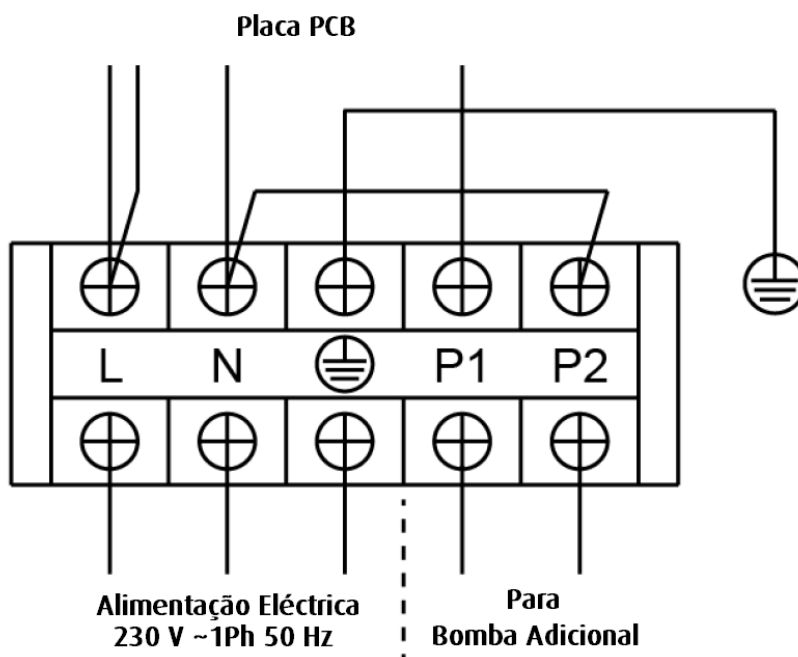 Placa PCB
L N P1 P2
Alimentação Eléctrica
230 V ~1Ph 50 Hz
Para
Bomba Adicional